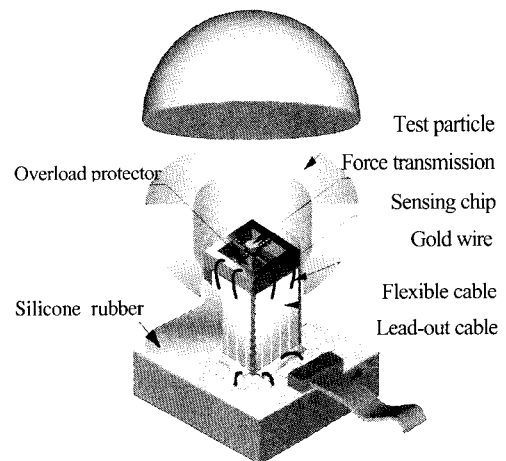 Test particle
Force transmission
Overload protector
Sensing chip
Gold wire
Flexible cable
Silicone rubber
Lead-out cable